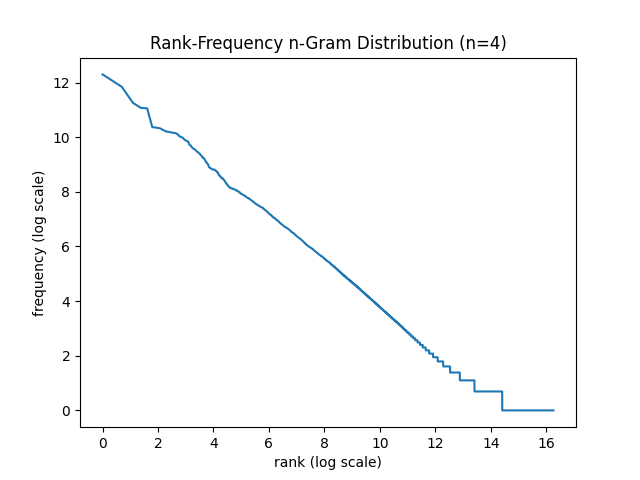 Rank-Frequency n-Gram Distribution (n=4)
12
10
8
6
4
2
0
frequency (log scale)
0 2 4 6 8 10 12 14 16
rank (log scale)